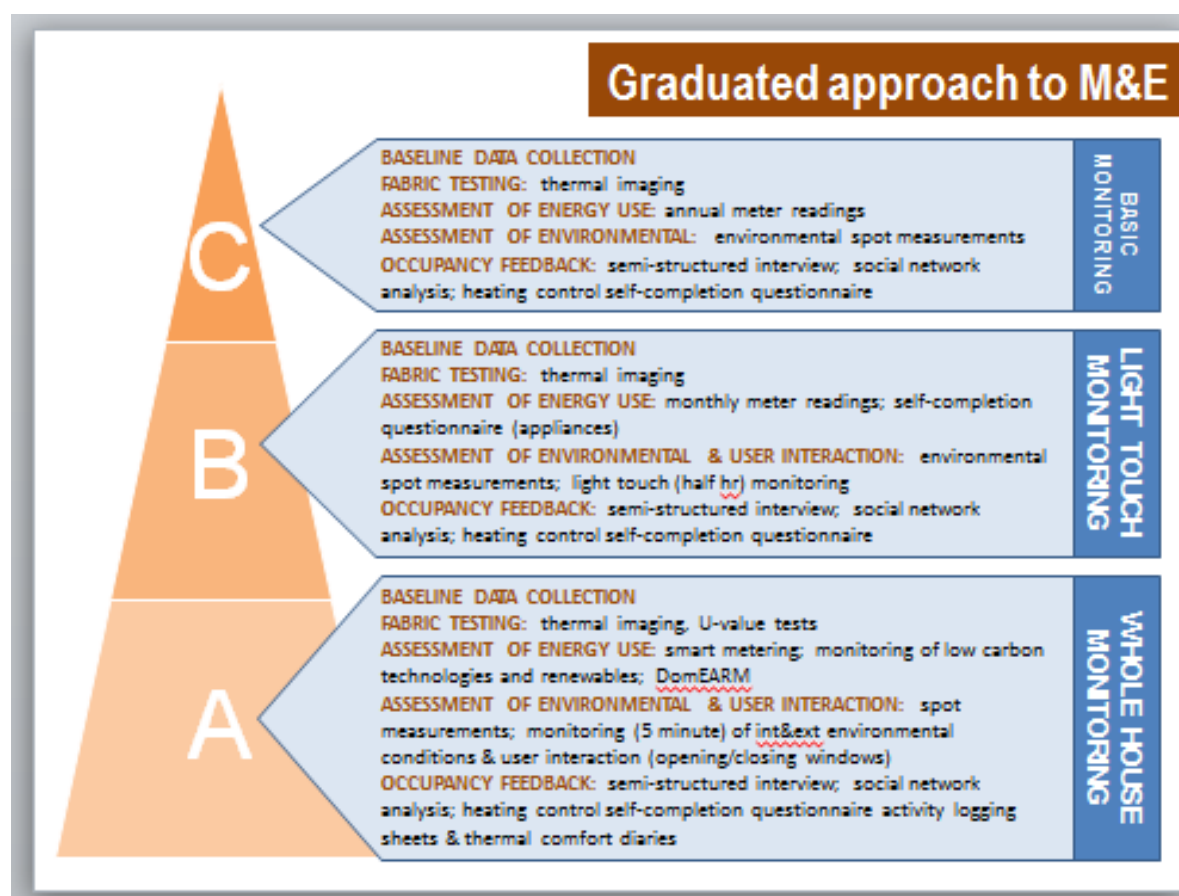 Graduated approach to M&E
C
BASELINE DATA COLLECTION
FABRIC TESTING: thermal imaging
ASSESSMENT OF ENERGY USE: annual meter readings
ASSESSMENT OF ENVIRONMENTAL: environmental spot measurements
OCCUPANCY FEEDBACK: semi-structured interview; social network
analysis; heating control self-completion questionnaire
BASIC
MONITORING
B
BASELINE DATA COLLECTION
FABRIC TESTING: thermal imaging
ASSESSMENT OF ENERGY USE: monthly meter readings; self-completion
questionnaire (appliances)
ASSESSMENT OF ENVIRONMENTAL & USER INTERACTION: environmental
spot measurements; light touch (half hr) monitoring
OCCUPANCY FEEDBACK: semi-structured interview; social network
analysis; heating control self-completion questionnaire
LIGHT TOUCH
MONITORING
A
BASELINE DATA COLLECTION
FABRIC TESTING: thermal imaging, U-value tests
ASSESSMENT OF ENERGY USE: smart metering; monitoring of low carbon
technologies and renewables; DomEARM
ASSESSMENT OF ENVIRONMENTAL & USER INTERACTION: spot
measurements; monitoring (5 minute) of int&ext environmental
conditions & user interaction (opening/closing windows)
OCCUPANCY FEEDBACK: semi-structured interview; social network
analysis; heating control self-completion questionnaire activity logging
sheets & thermal comfort diaries
WHOLE HOUSE
MONITORING